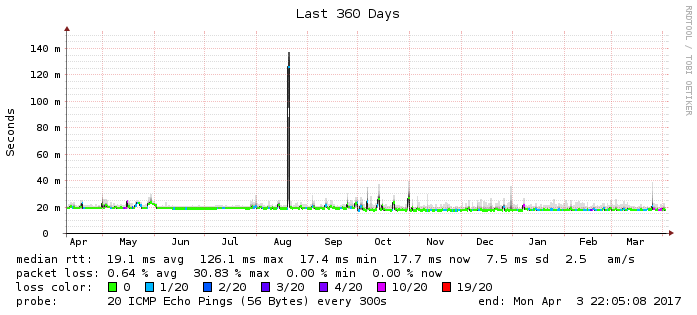 Last 360 Days
RRDTOOL / TOBI OETIKER
Seconds
140 m
120 m
100 m
80 m
60 m
40 m
20 m
0
Apr May Jun Jul Aug Sep Oct Nov Dec Jan Feb Mar
median rtt: 19.1 ms avg 126.1 ms max 17.4 ms min 17.7 ms now 7.5 ms sd 2.5 am/s
packet loss: 0.64 % avg 30.83 % max 0.00 % min 0.00 % now
loss color: 0 1/20 2/20 3/20 4/20 10/20 19/20
probe: 20 ICMP Echo Pings (56 Bytes) every 300s end: Mon Apr 3 22:05:08 2017